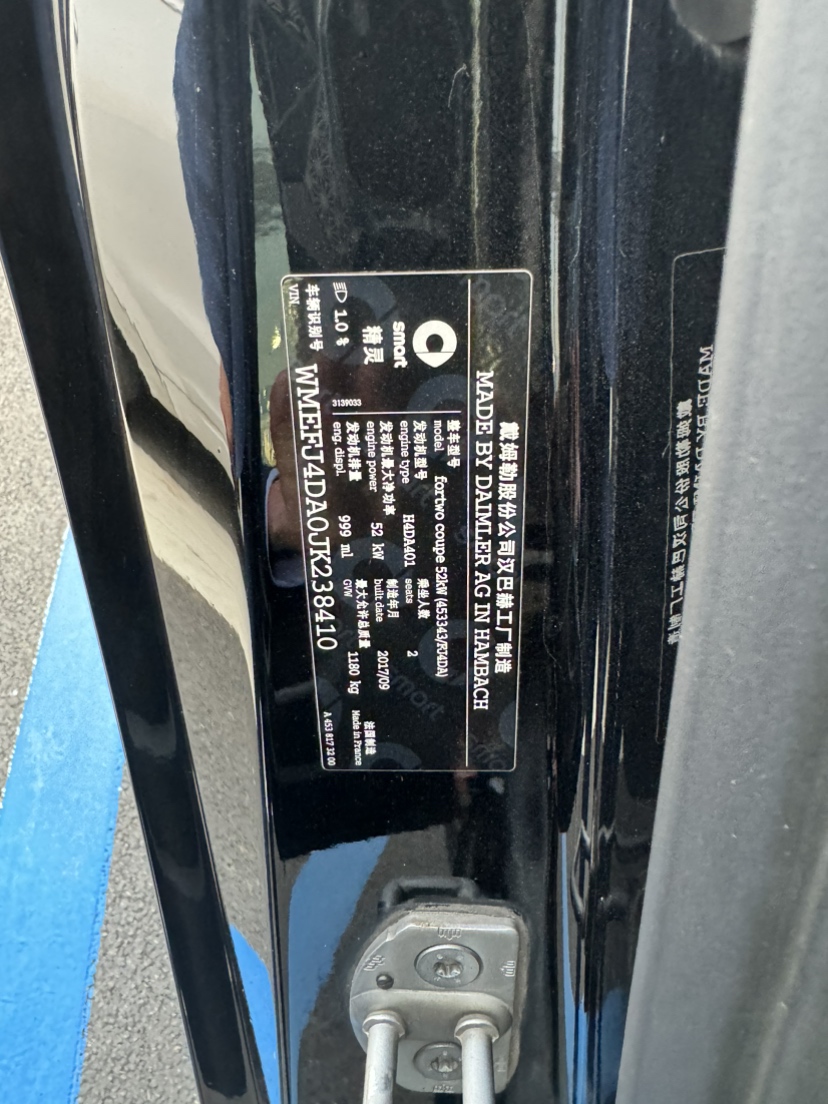 戴姆勒股份公司汉巴赫工厂制造
MADE BY DAIMLER AG IN HAMBACH
smart
精灵
1.0 %
3139033
整车型号
model fortwo coupe 52kW (453343/FJ4DA)
发动机型号 乘坐人数
engine type H4DA401 seats 2
发动机最大净功率 制造年月
engine power 52 kW built date 2017/09
发动机排量 最大允许总质量
eng. displ. 999 ml GVW 1180 kg
法国制造
Made in France
车辆识别号
VIN. WMEFJ4DA0JK238410
A 453 817 32 00